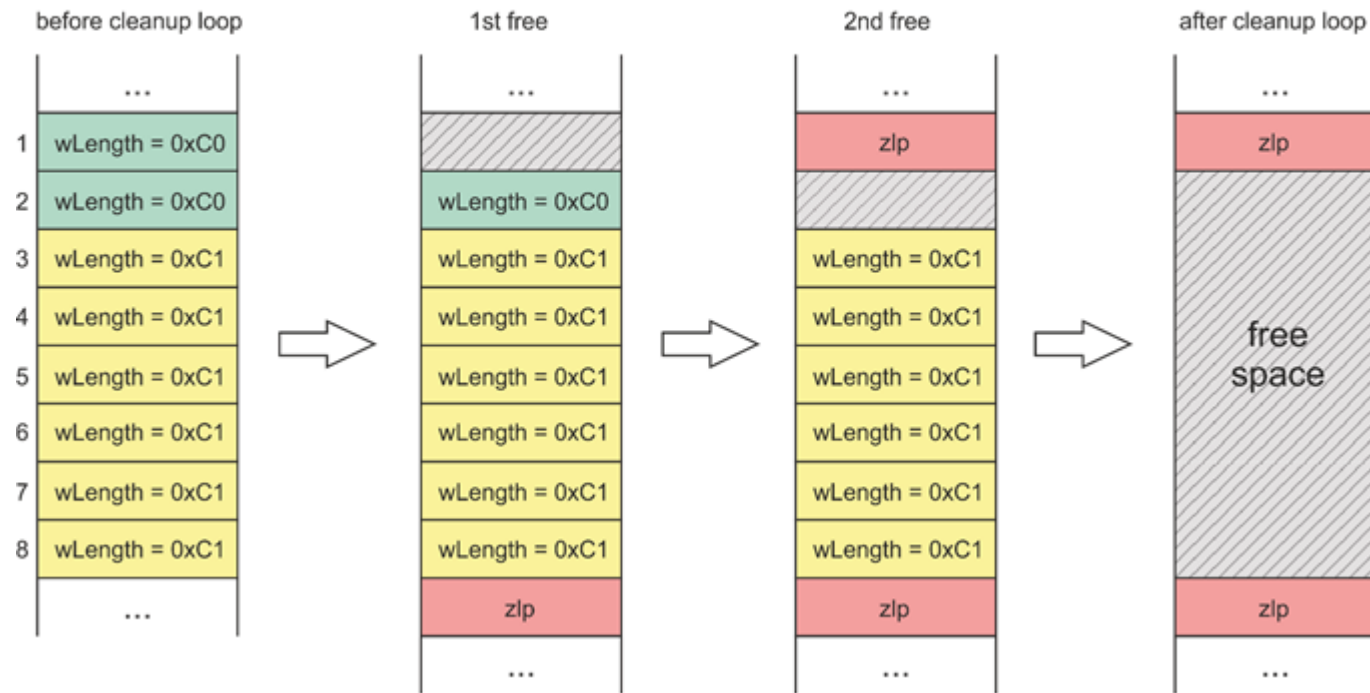 before cleanup loop
1st free
2nd free
after cleanup loop
...
...
...
...
1 wLength = 0xC0
zlp
zlp
2 wLength = 0xC0
wLength = 0xC0
3 wLength = 0xC1
wLength = 0xC1
wLength = 0xC1
4 wLength = 0xC1
wLength = 0xC1
wLength = 0xC1
5 wLength = 0xC1
wLength = 0xC1
wLength = 0xC1
free
space
6 wLength = 0xC1
wLength = 0xC1
wLength = 0xC1
7 wLength = 0xC1
wLength = 0xC1
wLength = 0xC1
8 wLength = 0xC1
wLength = 0xC1
wLength = 0xC1
...
zlp
zlp
zlp
...
...
...